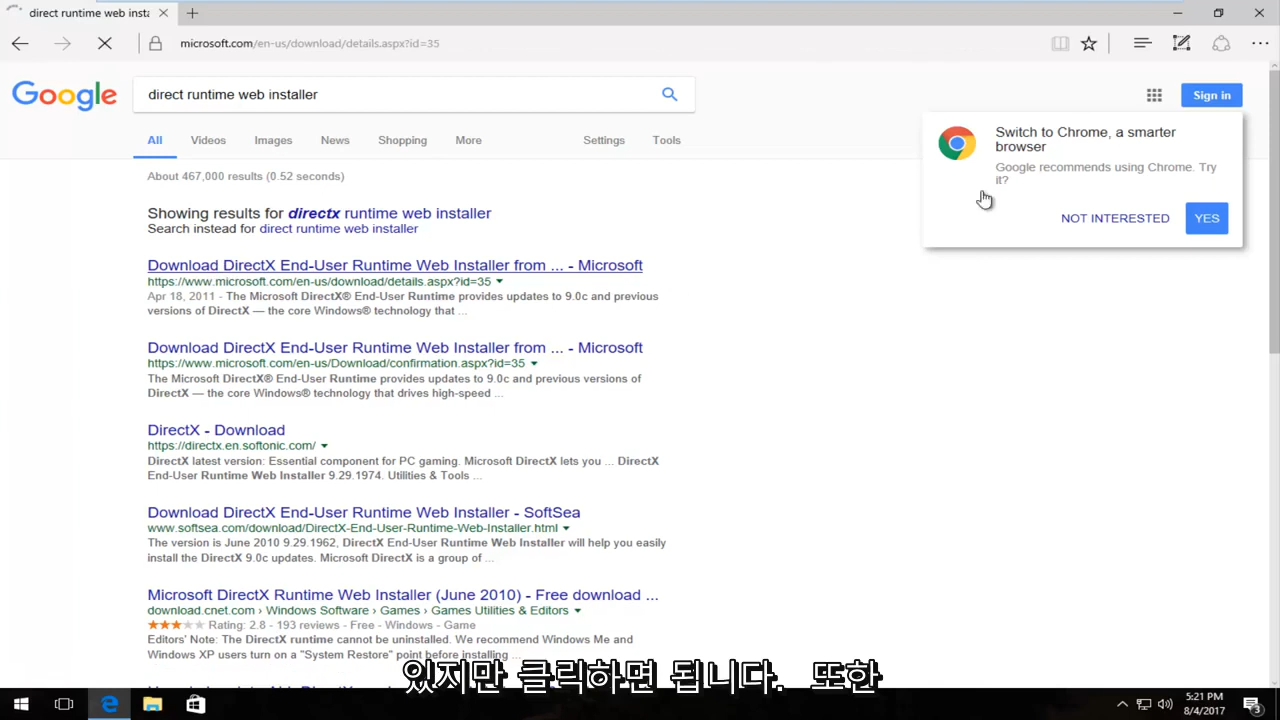 direct runtime web insta
microsoft.com/en-us/download/details.aspx?id=35
Google
direct runtime web installer
Sign in
All Videos Images News Shopping More Settings Tools
Switch to Chrome, a smarter
browser
Google recommends using Chrome. Try
it?
NOT INTERESTED YES
About 467,000 results (0.52 seconds)
Showing results for directx runtime web installer
Search instead for direct runtime web installer
Download DirectX End-User Runtime Web Installer from ... - Microsoft
https://www.microsoft.com/en-us/download/details.aspx?id=35
Apr 18, 2011 - The Microsoft DirectX® End-User Runtime provides updates to 9.0c and previous
versions of DirectX — the core Windows® technology that ...
Download DirectX End-User Runtime Web Installer from ... - Microsoft
https://www.microsoft.com/en-us/Download/confirmation.aspx?id=35
The Microsoft DirectX® End-User Runtime provides updates to 9.0c and previous versions of
DirectX — the core Windows® technology that drives high-speed ...
DirectX - Download
https://directx.en.softonic.com/
DirectX latest version: Essential component for PC gaming. Microsoft DirectX lets you ... DirectX
End-User Runtime Web Installer 9.29.1974. Utilities & Tools ...
Download DirectX End-User Runtime Web Installer - SoftSea
www.softsea.com/download/DirectX-End-User-Runtime-Web-Installer.html
The version is June 2010 9.29.1962, DirectX End-User Runtime Web Installer will help you easily
install the DirectX 9.0c updates. Microsoft DirectX is a group of ...
Microsoft DirectX Runtime Web Installer (June 2010) - Free download ...
download.cnet.com › Windows Software › Games › Games Utilities & Editors
Rating: 2.8 - 193 reviews - Free - Windows - Game
Editors' Note: The DirectX runtime cannot be uninstalled. We recommend Windows Me and
Windows XP users turn on a "System Restore" point before installing ...
있지만 클릭하면 됩니다. 또한
5:21 PM
8/4/2017
3